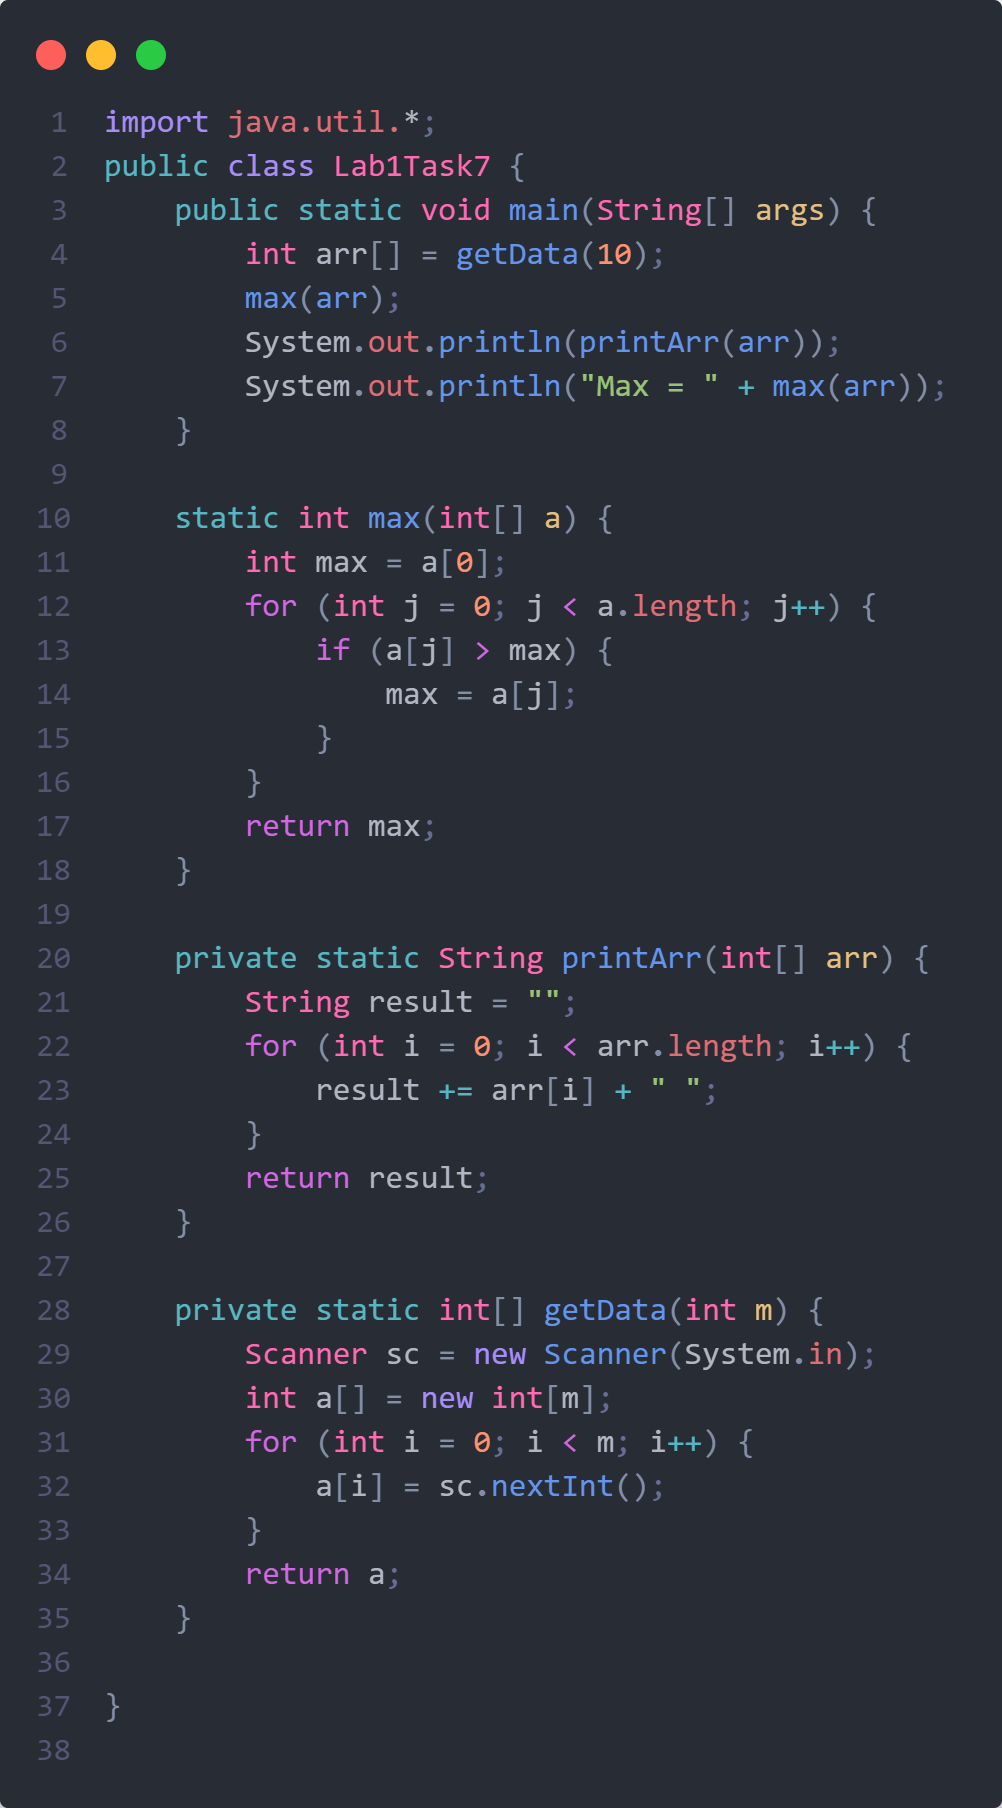 1 import java.util.*;
2 public class Lab1Task7 {
3     public static void main(String[] args) {
4         int arr[] = getData(10);
5         max(arr);
6         System.out.println(printArr(arr));
7         System.out.println("Max = " + max(arr));
8     }
9
10     static int max(int[] a) {
11         int max = a[0];
12         for (int j = 0; j < a.length; j++) {
13             if (a[j] > max) {
14                 max = a[j];
15             }
16         }
17         return max;
18     }
19
20     private static String printArr(int[] arr) {
21         String result = "";
22         for (int i = 0; i < arr.length; i++) {
23             result += arr[i] + " ";
24         }
25         return result;
26     }
27
28     private static int[] getData(int m) {
29         Scanner sc = new Scanner(System.in);
30         int a[] = new int[m];
31         for (int i = 0; i < m; i++) {
32             a[i] = sc.nextInt();
33         }
34         return a;
35     }
36
37 }
38